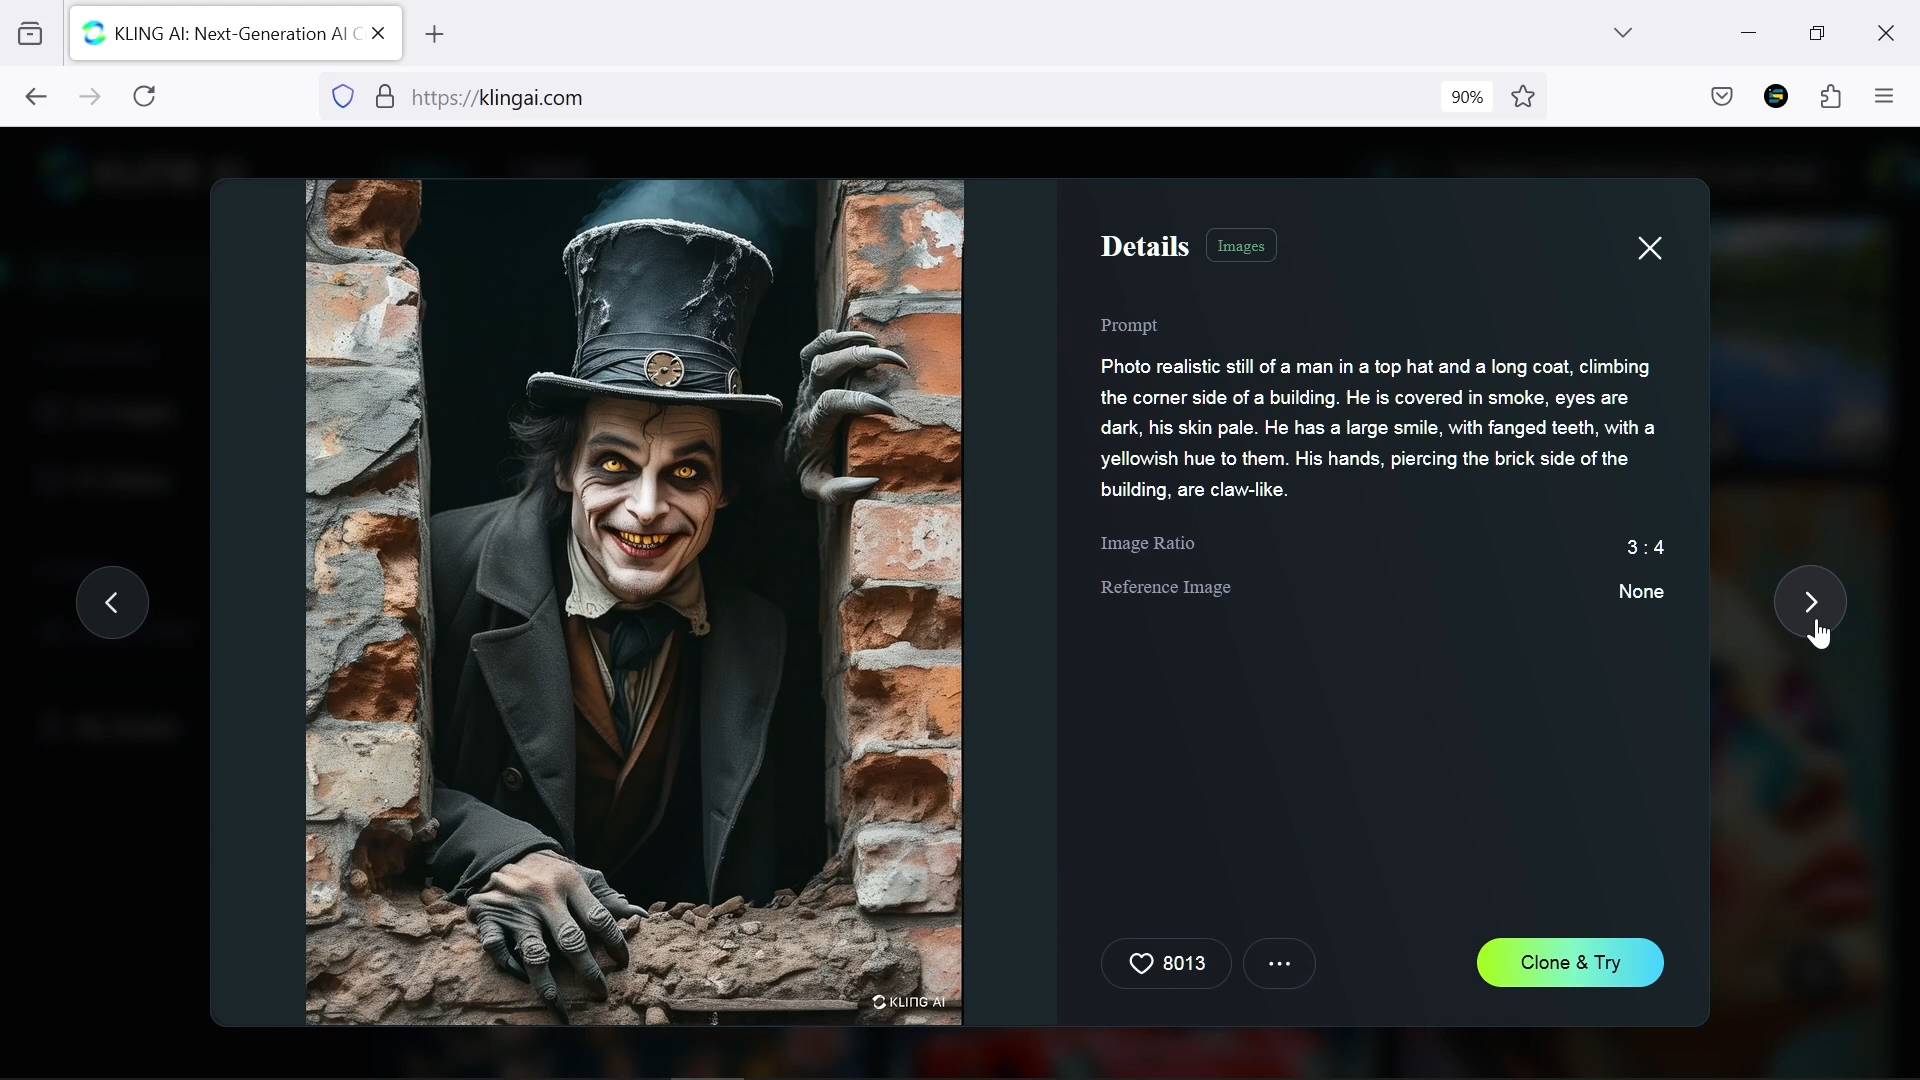 KLING AI: Next-Generation AI C
https://klingai.com
90%
Details
Images
Prompt
Photo realistic still of a man in a top hat and a long coat, climbing
the corner side of a building. He is covered in smoke, eyes are
dark, his skin pale. He has a large smile, with fanged teeth, with a
yellowish hue to them. His hands, piercing the brick side of the
building, are claw-like.
Image Ratio
3 : 4
Reference Image
None
8013
Clone & Try
KLING AI